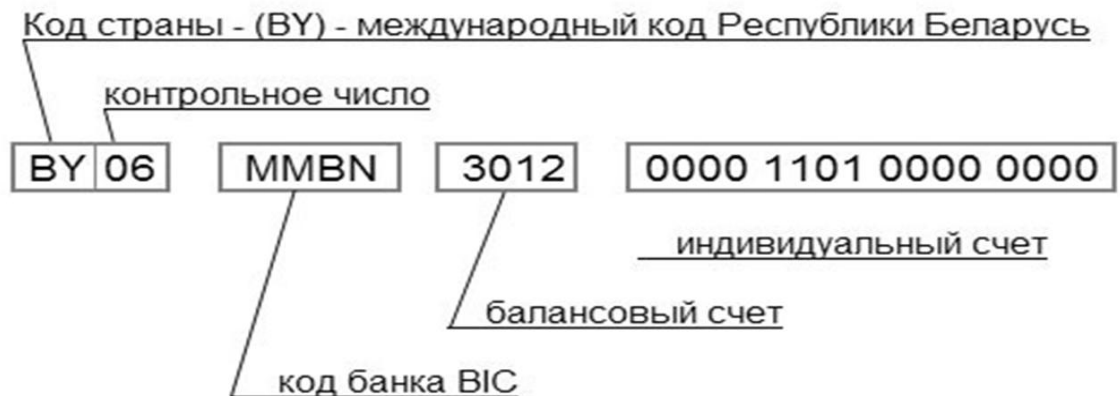 Код страны - (BY) - международный код Республики Беларусь
контрольное число
BY 06 MMBN 3012 0000 1101 0000 0000
индивидуальный счет
балансовый счет
код банка BIC